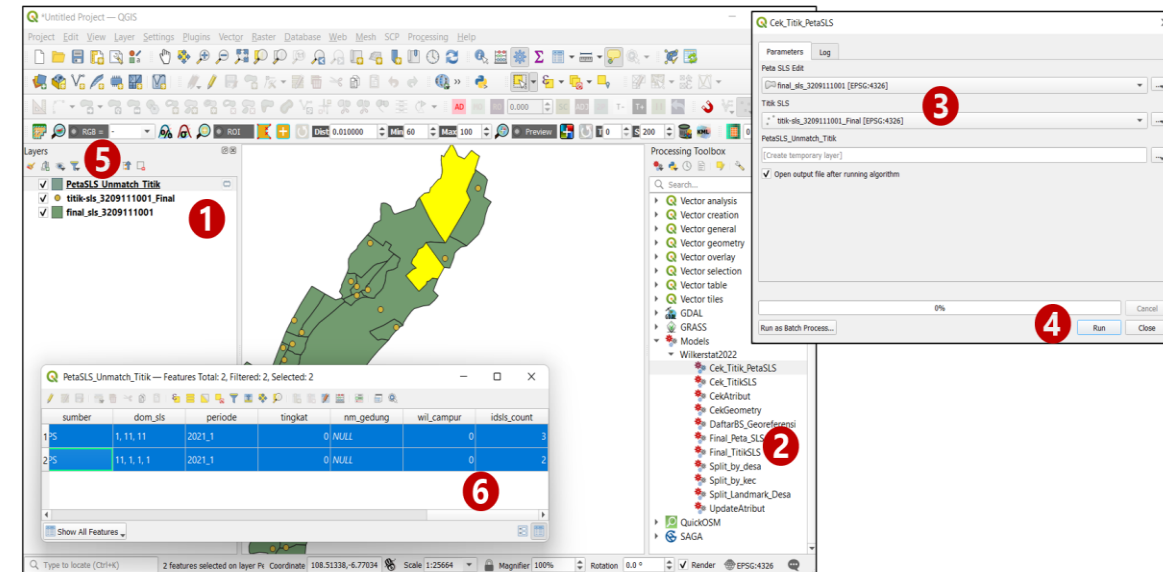 *Untitled Project — QGIS
Project Edit View Layer Settings Plugins Vector Raster Database Web Mesh SCP Processing Help
AD
0.000
RGB = -
ROI
Dist 0.010000
Min 60
Max 100
Preview
T 0
S 200
Layers
5
PetaSLS_Unmatch_Titik
titik-sls_3209111001_Final
final_sls_3209111001
1
Processing Toolbox
Search...
Vector analysis
Vector creation
Vector general
Vector geometry
Vector overlay
Vector selection
Vector table
Vector tiles
GDAL
GRASS
Models
Wilkerstat2022
Cek_Titik_PetaSLS
Cek_TitikSLS
CekAtribut
CekGeometry
DaftarBS_Georeferensi
Final_Peta_SLS
Final_TitikSLS
Split_by_desa
Split_by_kec
Split_Landmark_Desa
UpdateAtribut
QuickOSM
SAGA
2
PetaSLS_Unmatch_Titik — Features Total: 2, Filtered: 2, Selected: 2
sumber dom_sls periode tingkat nm_gedung wil_campur idsls_count
1 PS 1, 11, 11 2021_1 0 NULL 0 3
2 PS 11, 1, 1, 1 2021_1 0 NULL 0 2
6
Show All Features
Type to locate (Ctrl+K)
2 features selected on layer Pe
Coordinate 108.51338,-6.77034
Scale 1:25664
Magnifier 100%
Rotation 0.0 °
Render
EPSG:4326
Cek_Titik_PetaSLS
Parameters Log
Peta SLS Edit
final_sls_3209111001 [EPSG:4326]
3
Titik SLS
titik-sls_3209111001_Final [EPSG:4326]
PetaSLS_Unmatch_Titik
[Create temporary layer]
Open output file after running algorithm
0%
Cancel
Run as Batch Process...
4
Run
Close